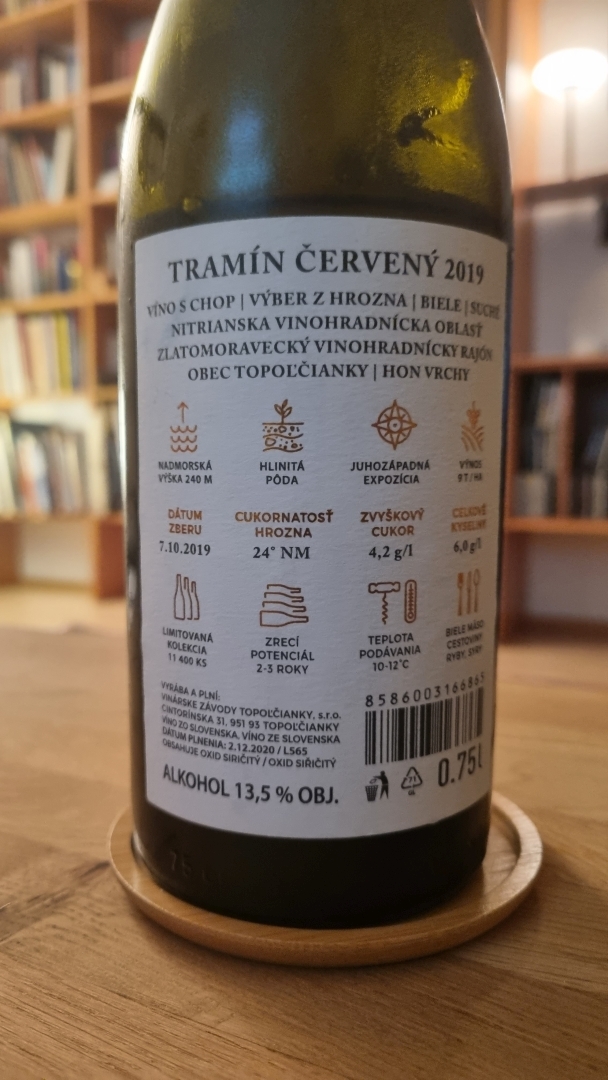 TRAMÍN ČERVENÝ 2019
VÍNO S CHOP | VÝBER Z HROZNA | BIELE | SUCHÉ
NITRIANSKA VINOHRADNÍCKA OBLASŤ
ZLATOMORAVECKÝ VINOHRADNÍCKY RAJÓN
OBEC TOPOĽČIANKY | HON VRCHY
NADMORSKÁ
VÝŠKA 240 M
HLINITÁ
PÔDA
JUHOZÁPADNÁ
EXPOZÍCIA
VÝNOS
9 T / HA
DÁTUM
ZBERU
7.10.2019
CUKORNATOSŤ
HROZNA
24° NM
ZVYŠKOVÝ
CUKOR
4,2 g/l
CELKOVÉ
KYSELINY
6,0 g/l
LIMITOVANÁ
KOLEKCIA
11 400 KS
ZRECÍ
POTENCIÁL
2-3 ROKY
TEPLOTA
PODÁVANIA
10-12°C
BIELE MÄSO
CESTOVINY
RYBY, SYRY
VYRÁBA A PLNÍ:
VINÁRSKE ZÁVODY TOPOĽČIANKY, s.r.o.
CINTORÍNSKA 31, 951 93 TOPOĽČIANKY
VÍNO ZO SLOVENSKA. VÍNO ZE SLOVENSKA
DÁTUM PLNENIA: 2.12.2020 / L565
OBSAHUJE OXID SIRIČITÝ / OXID SIŘIČITÝ
ALKOHOL 13,5 % OBJ.
8586003166865
71
GL
0.75l